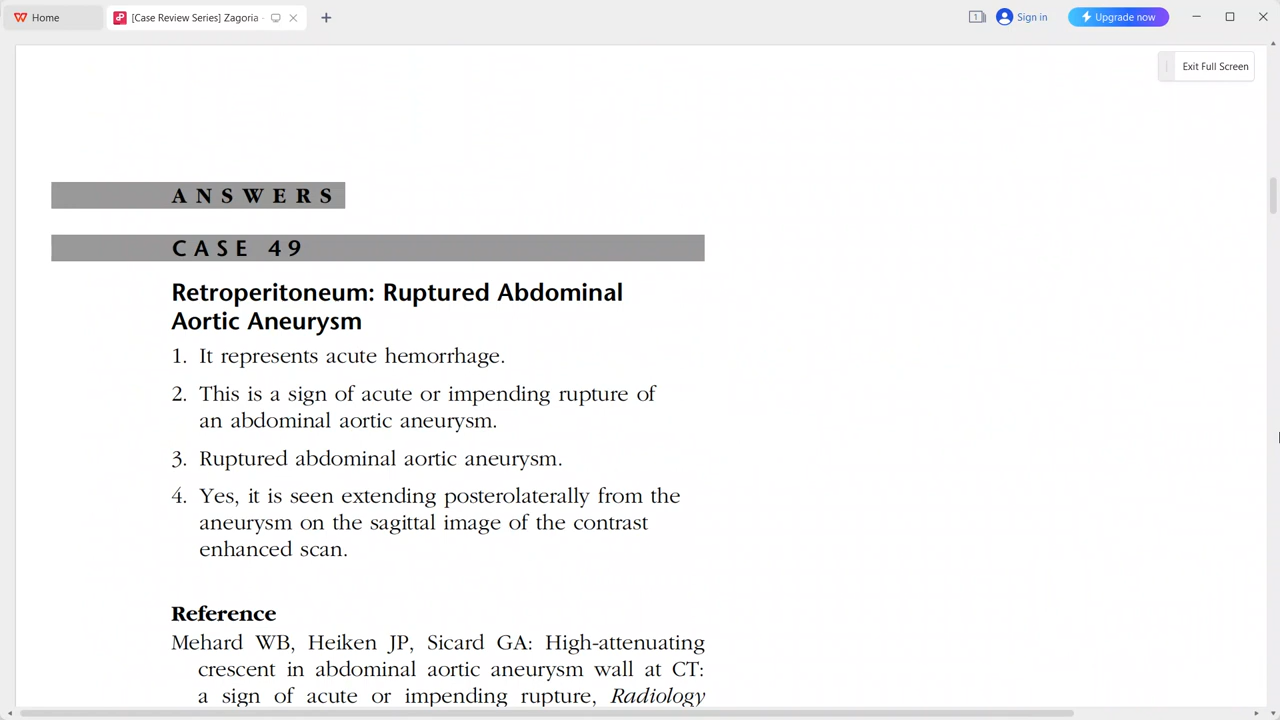 Home
[Case Review Series] Zagoria
Sign in
Upgrade now
Exit Full Screen
ANSWERS
CASE 49
Retroperitoneum: Ruptured Abdominal
Aortic Aneurysm
1. It represents acute hemorrhage.
2. This is a sign of acute or impending rupture of
an abdominal aortic aneurysm.
3. Ruptured abdominal aortic aneurysm.
4. Yes, it is seen extending posterolaterally from the
aneurysm on the sagittal image of the contrast
enhanced scan.
Reference
Mehard WB, Heiken JP, Sicard GA: High-attenuating
crescent in abdominal aortic aneurysm wall at CT:
a sign of acute or impending rupture, Radiology